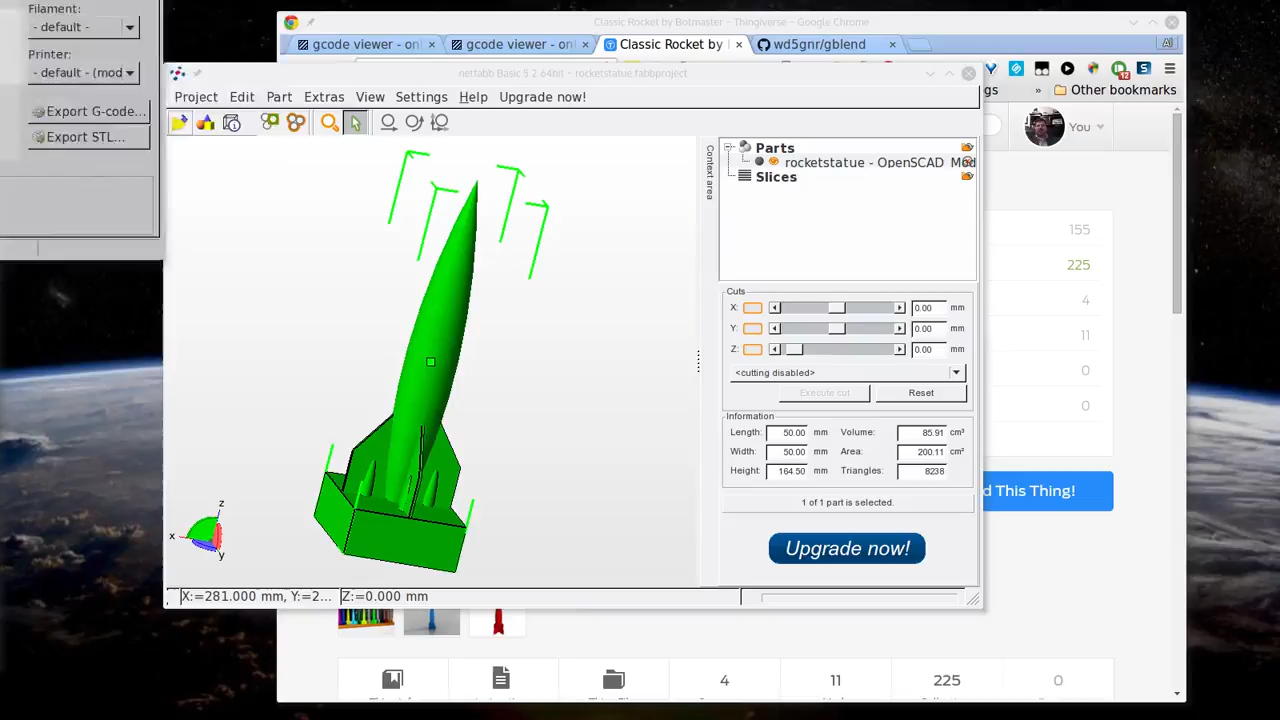 Filament:
- default -
Printer:
- default - (mod
Export G-code...
Export STL...
Classic Rocket by Botmaster - Thingiverse - Google Chrome
gcode viewer - onl
gcode viewer - onl
Classic Rocket by
wd5gnr/gblend
12
gs
»
Other bookmarks
You
netfabb Basic 5.2 64bit - rocketstatue.fabbproject
Project Edit Part Extras View Settings Help Upgrade now!
Context area
Parts
rocketstatue - OpenSCAD_Mod
Slices
Cuts
X: 0.00 mm
Y: 0.00 mm
Z: 0.00 mm
<cutting disabled>
Execute cut Reset
Information
Length: 50.00 mm Volume: 85.91 cm³
Width: 50.00 mm Area: 200.11 cm²
Height: 164.50 mm Triangles: 8238
1 of 1 part is selected.
Upgrade now!
z
x
y
X:=281.000 mm, Y:=2... Z:=0.000 mm
155
225
4
11
0
0
d This Thing!
4 11 225 0